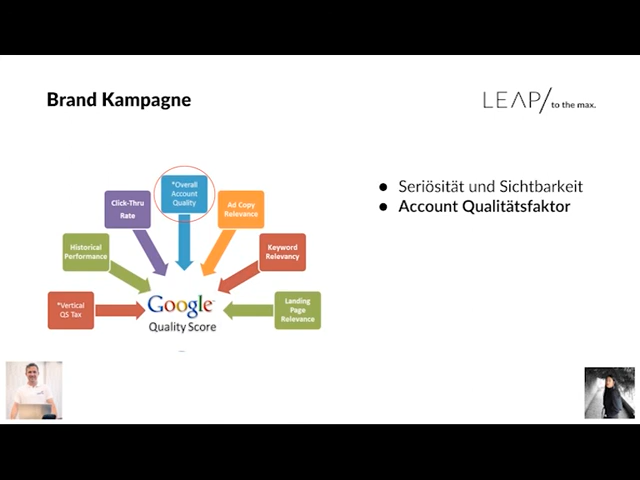 Brand Kampagne
LEAP/ to the max.
*Overall
Account
Quality
Click-Thru
Rate
Ad Copy
Relevance
Historical
Performance
Keyword
Relevancy
*Vertical
QS Tax
Landing
Page
Relevance
Google
Quality Score
● Seriösität und Sichtbarkeit
● Account Qualitätsfaktor